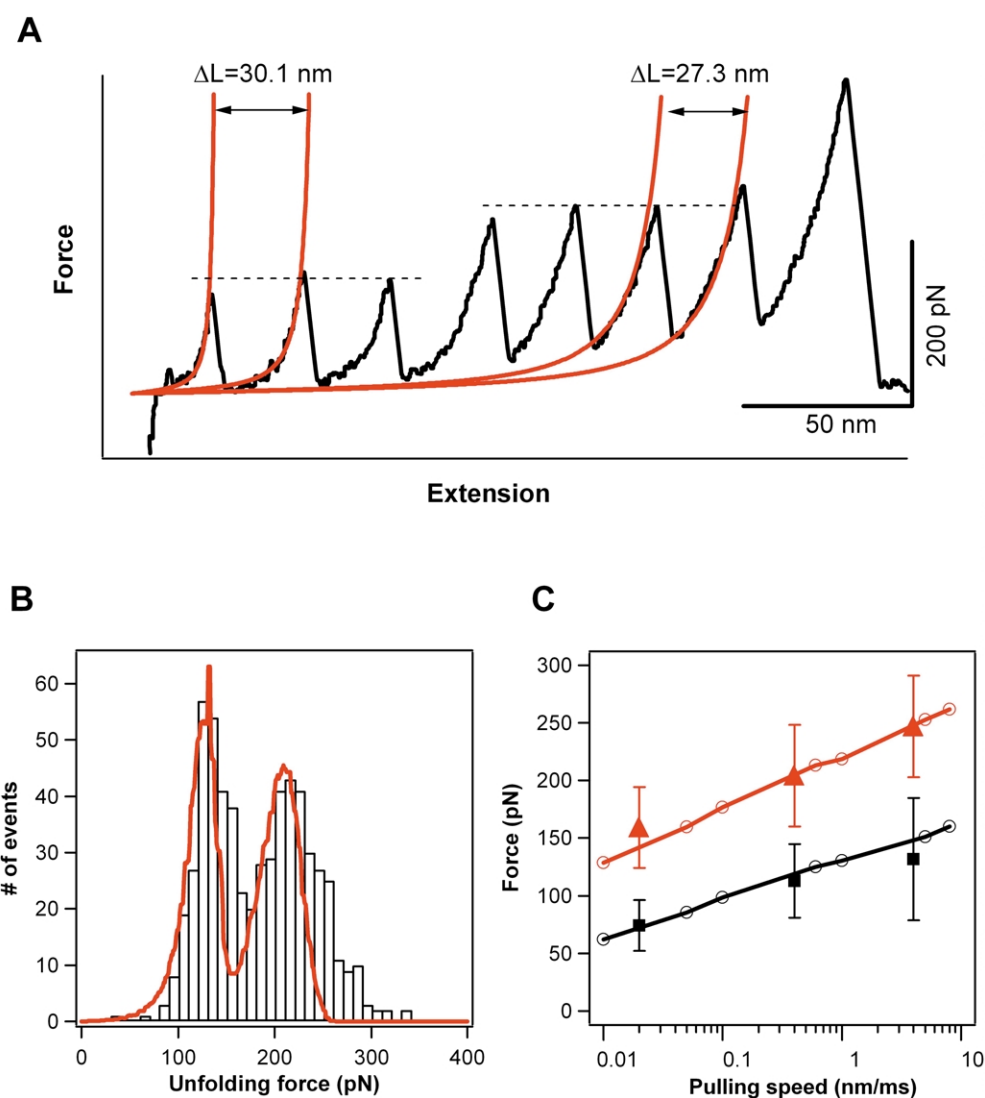 A
ΔL=30.1 nm
ΔL=27.3 nm
Force
200 pN
50 nm
Extension
B
# of events
60
50
40
30
20
10
0
0 100 200 300 400
Unfolding force (pN)
C
Force (pN)
300
250
200
150
100
50
0
0.01 0.1 1 10
Pulling speed (nm/ms)